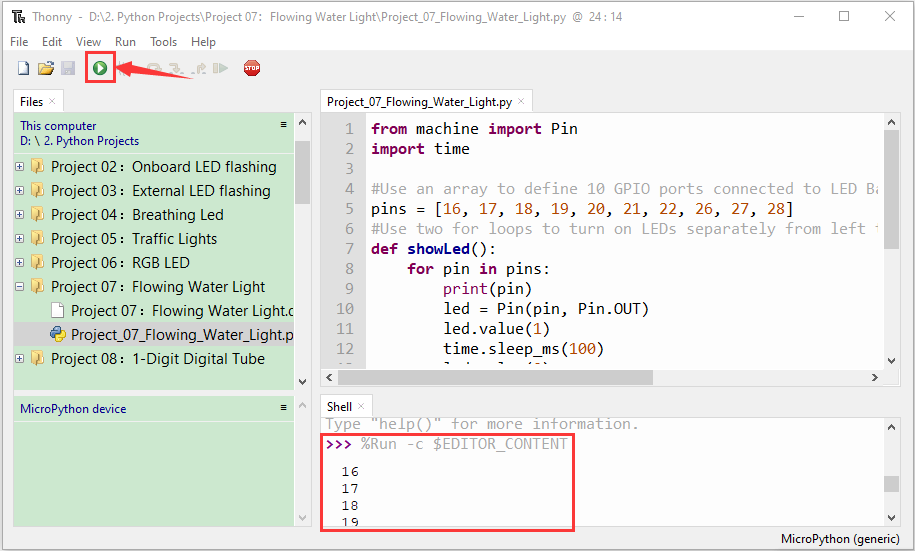 Thonny - D:\2. Python Projects\Project 07：Flowing Water Light\Project_07_Flowing_Water_Light.py @ 24:14
File Edit View Run Tools Help
STOP
Files
This computer
D: \ 2. Python Projects
Project 02：Onboard LED flashing
Project 03：External LED flashing
Project 04：Breathing Led
Project 05：Traffic Lights
Project 06：RGB LED
Project 07：Flowing Water Light
Project 07：Flowing Water Light.
Project_07_Flowing_Water_Light.p
Project 08：1-Digit Digital Tube
MicroPython device
Project_07_Flowing_Water_Light.py
1 from machine import Pin
2 import time
3
4 #Use an array to define 10 GPIO ports connected to LED Ba
5 pins = [16, 17, 18, 19, 20, 21, 22, 26, 27, 28]
6 #Use two for loops to turn on LEDs separately from left
7 def showLed():
8 for pin in pins:
9 print(pin)
10 led = Pin(pin, Pin.OUT)
11 led.value(1)
12 time.sleep_ms(100)
Shell
Type "help()" for more information.
>>> %Run -c $EDITOR_CONTENT
16
17
18
19
MicroPython (generic)